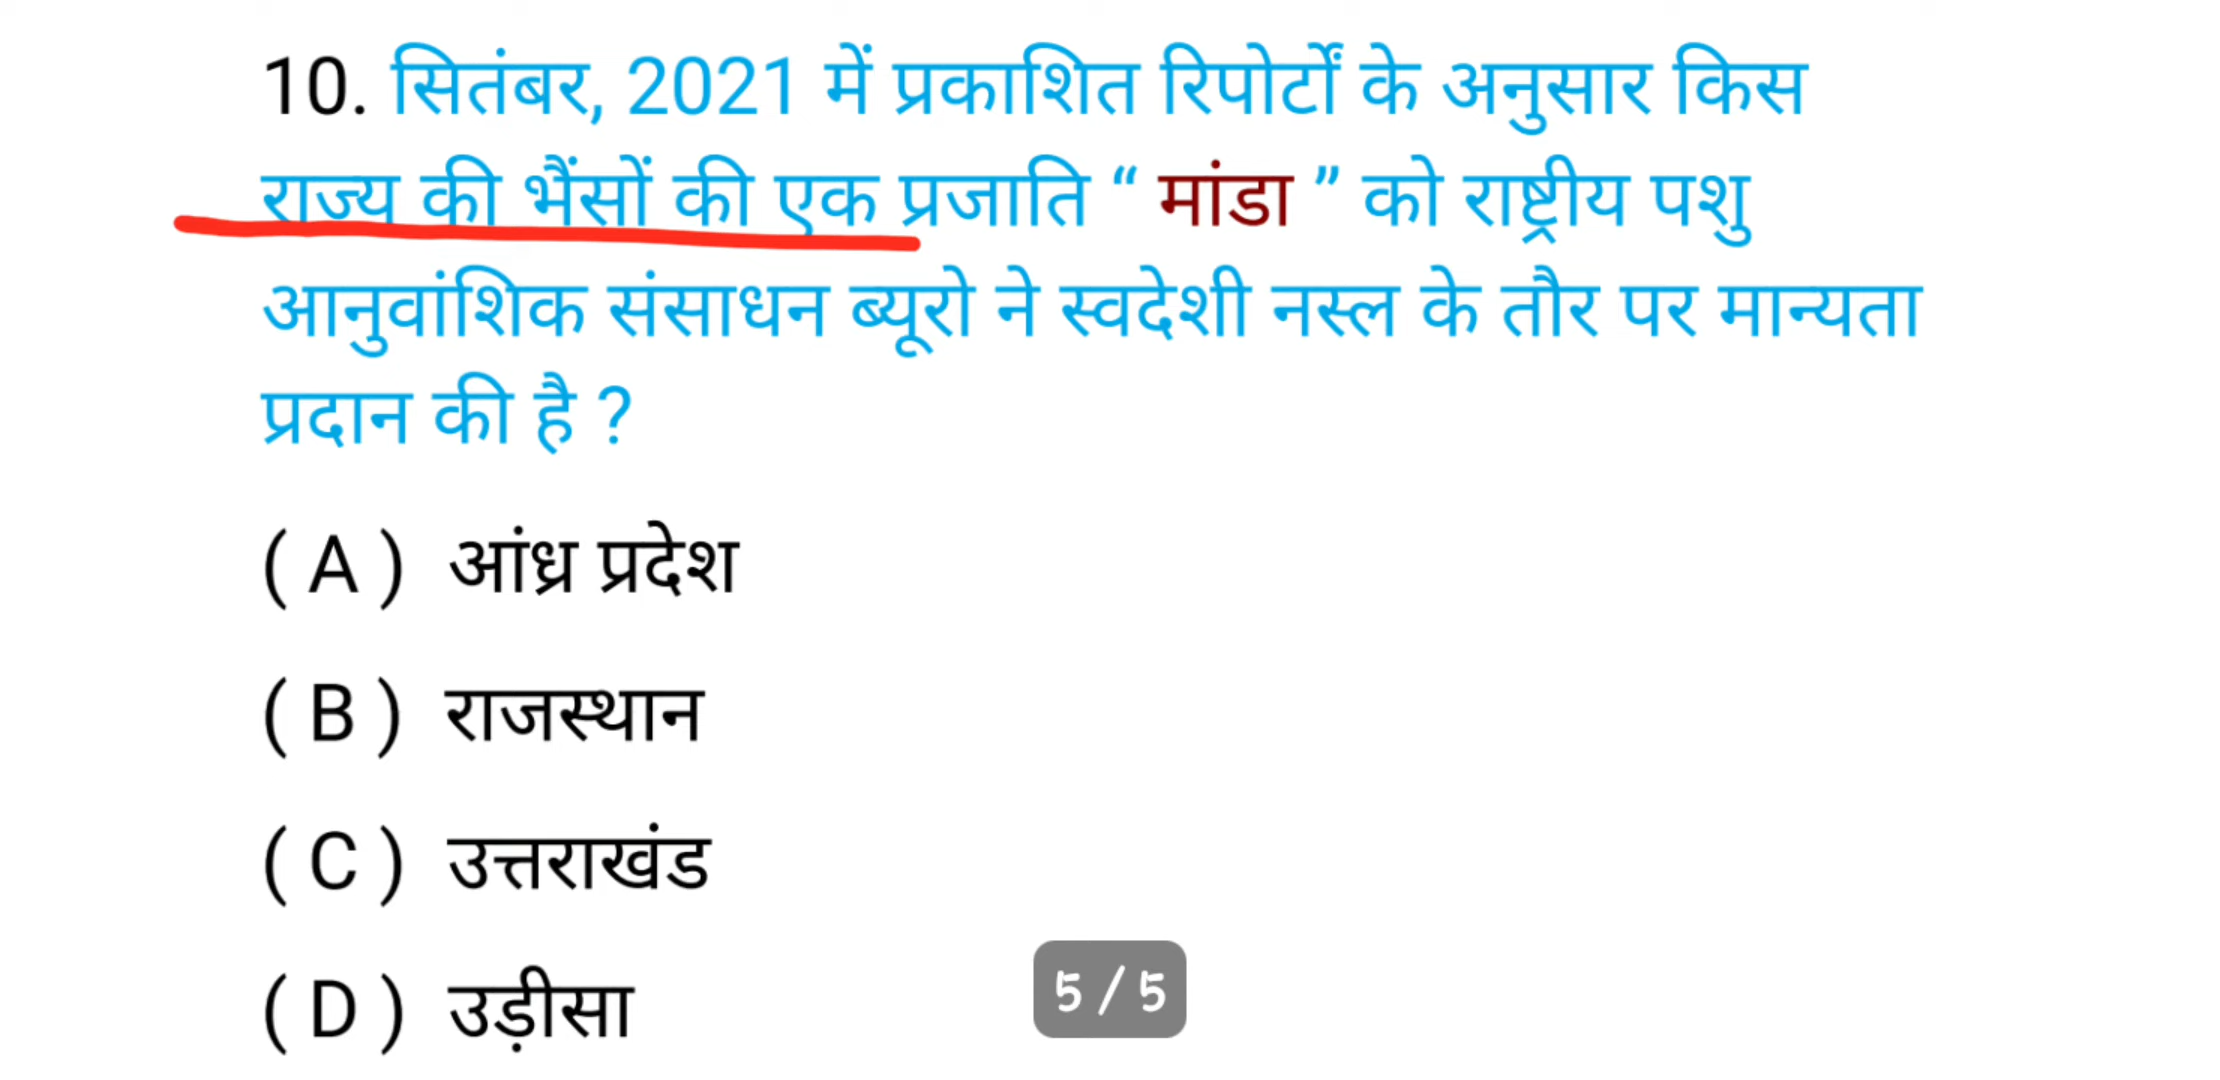 10. सितंबर, 2021 में प्रकाशित रिपोर्टों के अनुसार किस
राज्य की भैंसों की एक प्रजाति “ मांडा ” को राष्ट्रीय पशु
आनुवांशिक संसाधन ब्यूरो ने स्वदेशी नस्ल के तौर पर मान्यता
प्रदान की है ?
( A ) आंध्र प्रदेश
( B ) राजस्थान
( C ) उत्तराखंड
( D ) उड़ीसा
5 / 5